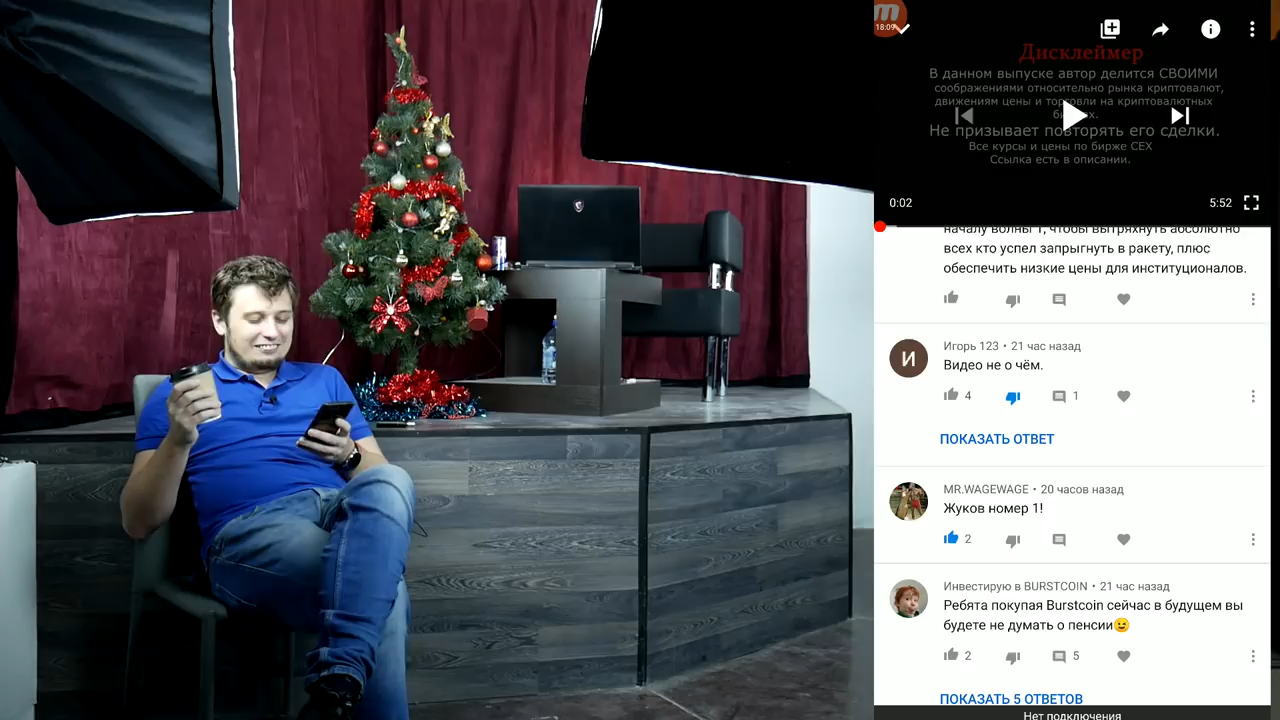 18:09
Дисклеймер
В данном выпуске автор делится СВОИМИ
соображениями относительно рынка криптовалют,
движениям цены и торговли на криптовалютных
Не призывает повторять его сделки.
Все курсы и цены по бирже CEX
Ссылка есть в описании.
0:02
5:52
началу волны 1, чтобы вытряхнуть абсолютно
всех кто успел запрыгнуть в ракету, плюс
обеспечить низкие цены для институционалов.
Игорь 123 • 21 час назад
И
Видео не о чём.
4
1
ПОКАЗАТЬ ОТВЕТ
MR.WAGEWAGE • 20 часов назад
Жуков номер 1!
2
Инвестирую в BURSTCOIN • 21 час назад
Ребята покупая Burstcoin сейчас в будущем вы
будете не думать о пенсии😉
2
5
ПОКАЗАТЬ 5 ОТВЕТОВ
Нет подключения